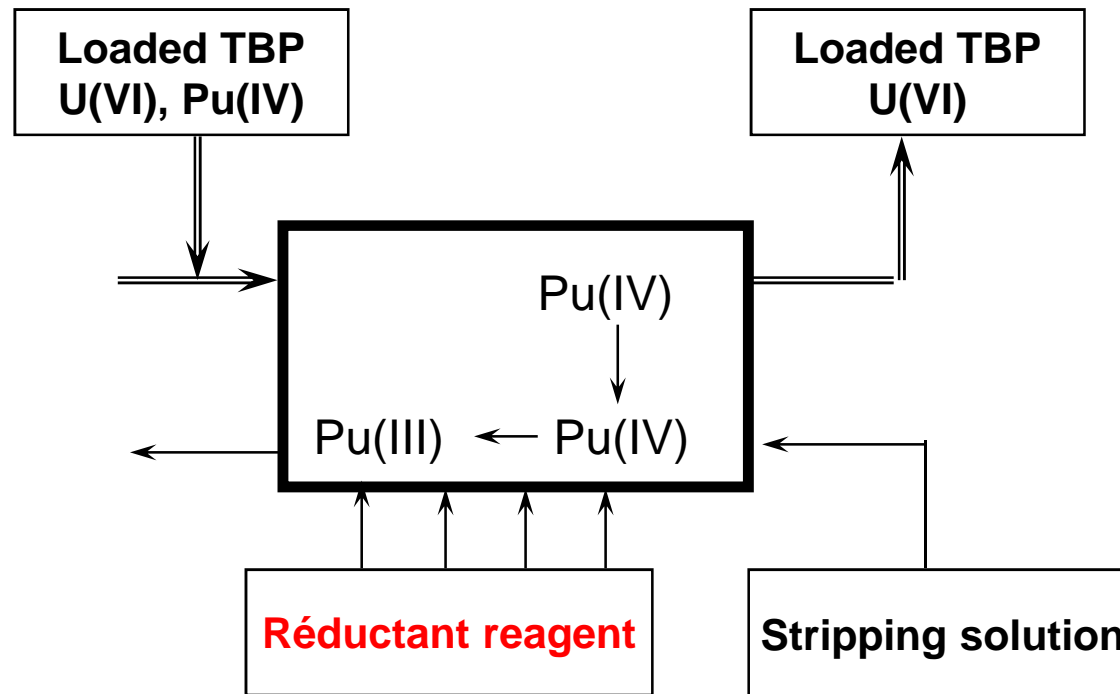 Loaded TBP
U(VI), Pu(IV)
Loaded TBP
U(VI)
Pu(IV)
Pu(III)
Pu(IV)
Réductant reagent
Stripping solution